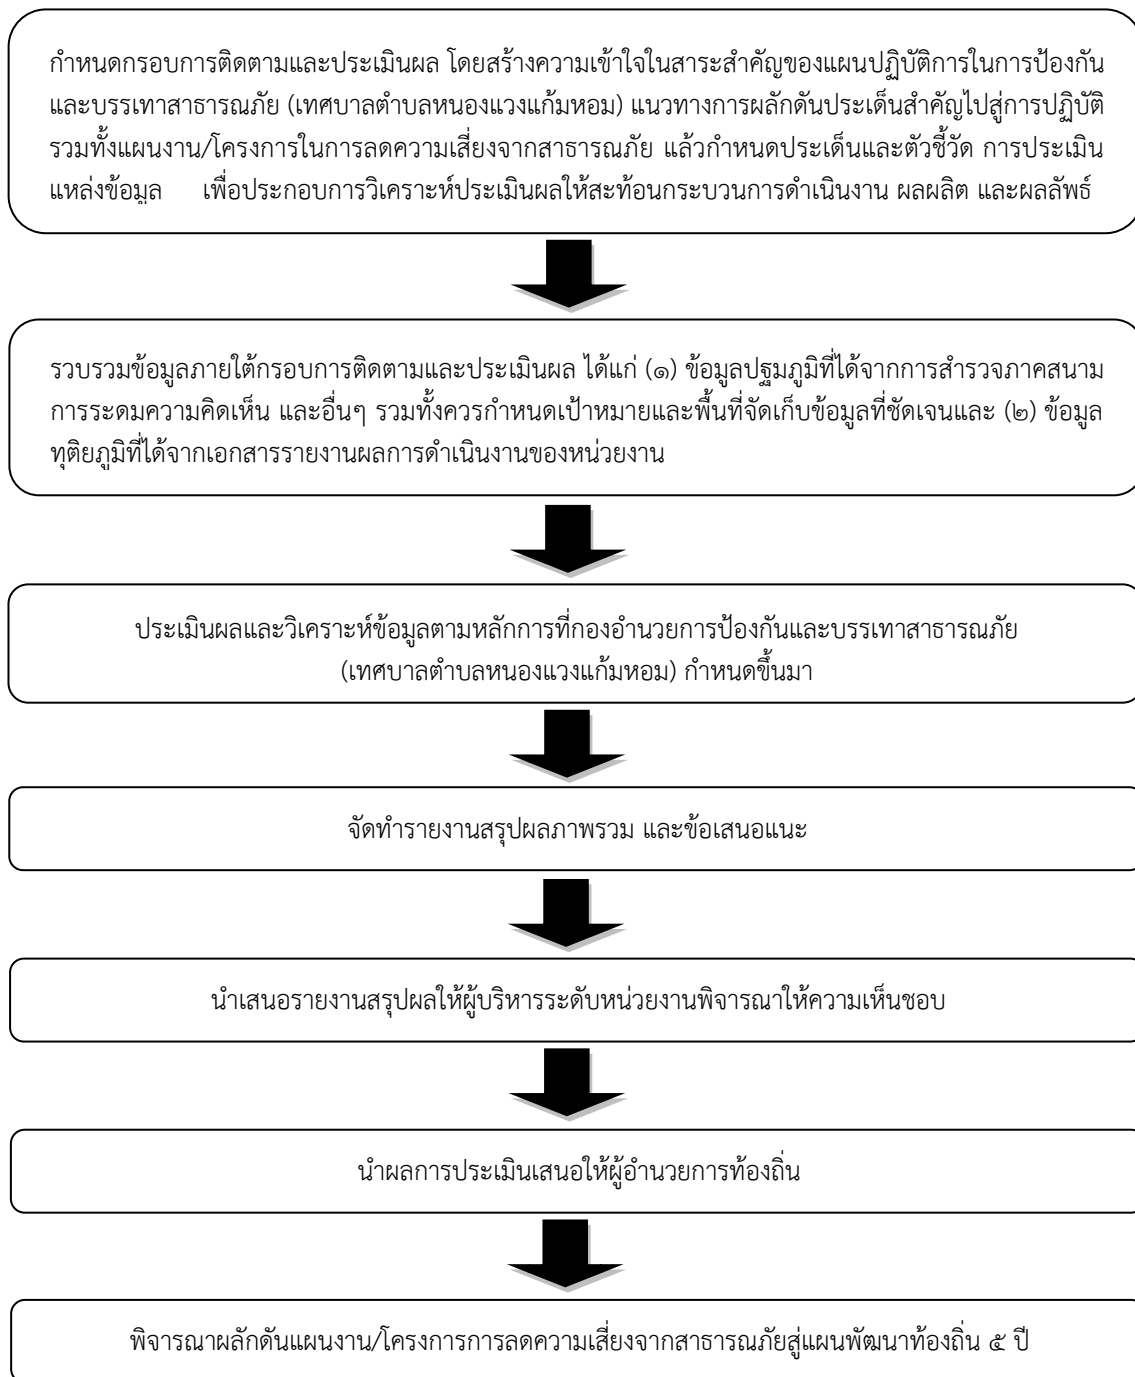 กำหนดกรอบการติดตามและประเมินผล โดยสร้างความเข้าใจในสาระสำคัญของแผนปฏิบัติการในการป้องกัน
และบรรเทาสาธารณภัย (เทศบาลตำบลหนองแวงแก้มหอม) แนวทางการผลักดันประเด็นสำคัญไปสู่การปฏิบัติ
รวมทั้งแผนงาน/โครงการในการลดความเสี่ยงจากสาธารณภัย แล้วกำหนดประเด็นและตัวชี้วัด การประเมิน
แหล่งข้อมูล เพื่อประกอบการวิเคราะห์ประเมินผลให้สะท้อนกระบวนการดำเนินงาน ผลผลิต และผลลัพธ์
รวบรวมข้อมูลภายใต้กรอบการติดตามและประเมินผล ได้แก่ (๑) ข้อมูลปฐมภูมิที่ได้จากการสำรวจภาคสนาม
การระดมความคิดเห็น และอื่นๆ รวมทั้งควรกำหนดเป้าหมายและพื้นที่จัดเก็บข้อมูลที่ชัดเจนและ (๒) ข้อมูล
ทุติยภูมิที่ได้จากเอกสารรายงานผลการดำเนินงานของหน่วยงาน
ประเมินผลและวิเคราะห์ข้อมูลตามหลักการที่กองอำนวยการป้องกันและบรรเทาสาธารณภัย
(เทศบาลตำบลหนองแวงแก้มหอม) กำหนดขึ้นมา
จัดทำรายงานสรุปผลภาพรวม และข้อเสนอแนะ
นำเสนอรายงานสรุปผลให้ผู้บริหารระดับหน่วยงานพิจารณาให้ความเห็นชอบ
นำผลการประเมินเสนอให้ผู้อำนวยการท้องถิ่น
พิจารณาผลักดันแผนงาน/โครงการการลดความเสี่ยงจากสาธารณภัยสู่แผนพัฒนาท้องถิ่น ๕ ปี